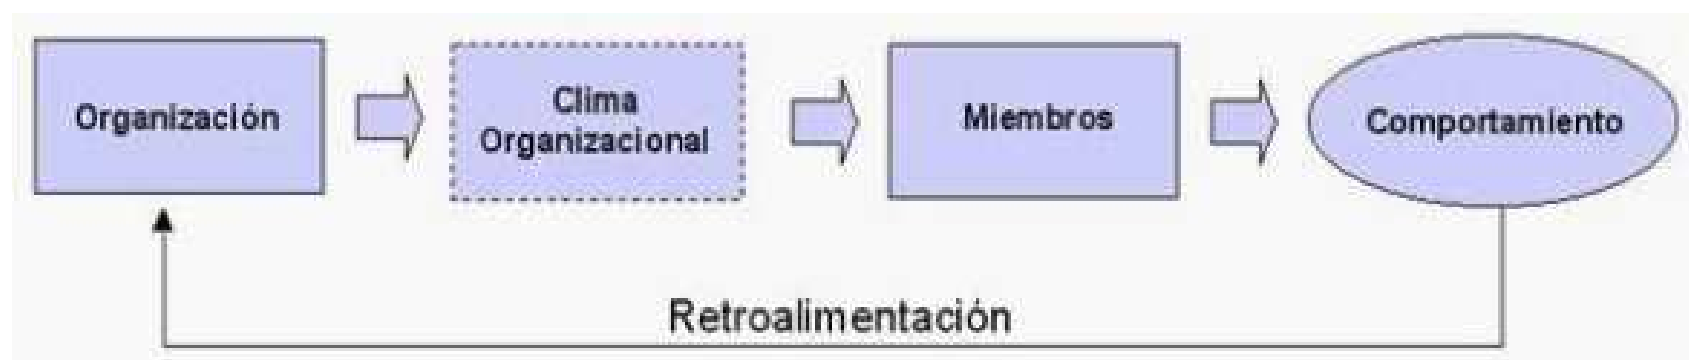 Organización
Clima
Organizacional
Miembros
Comportamiento
Retroalimentación